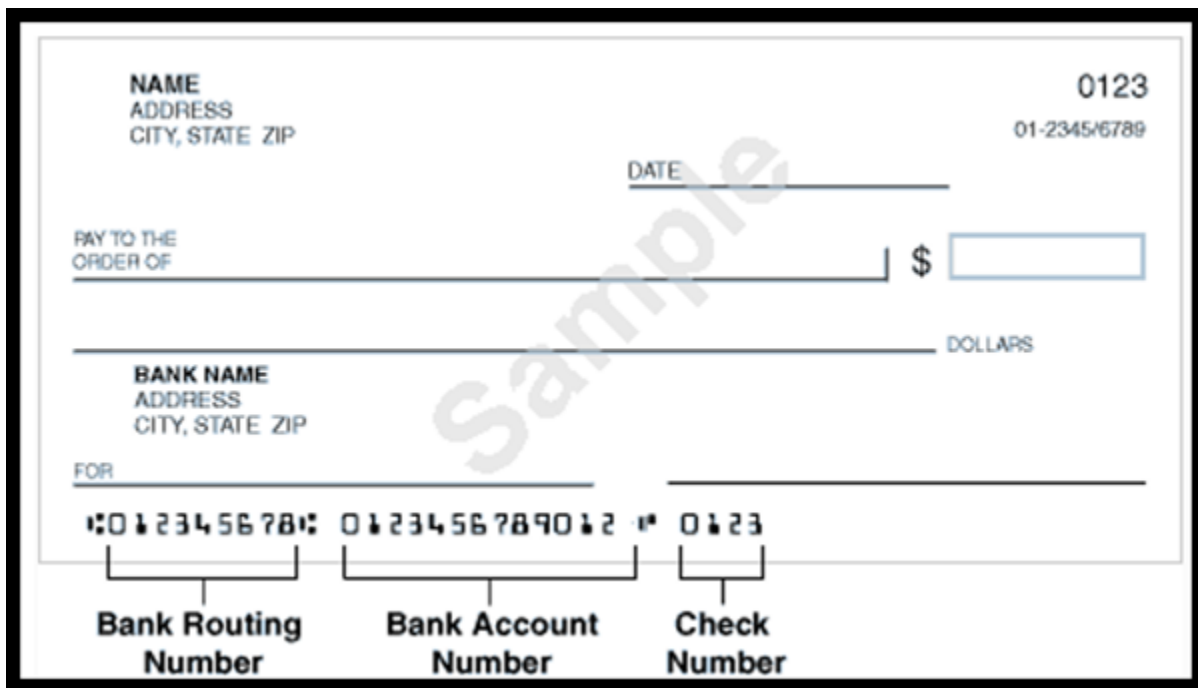 NAME
ADDRESS
CITY, STATE ZIP
0123
01-2345/6789
DATE
PAY TO THE
ORDER OF
$
DOLLARS
BANK NAME
ADDRESS
CITY, STATE ZIP
Sample
FOR
⑆012345678⑆ 0123456789012 ⑈ 0123
Bank Routing
Number
Bank Account
Number
Check
Number